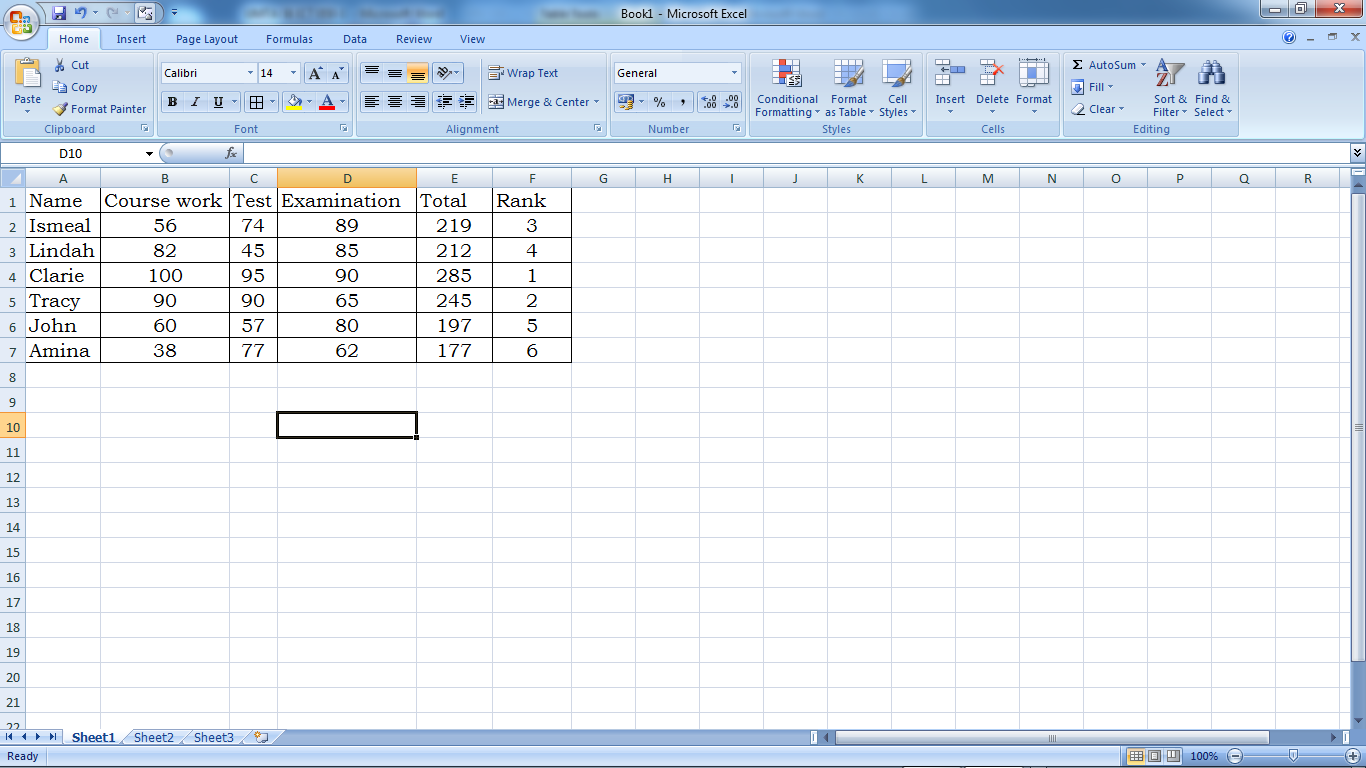 Book1 - Microsoft Excel
Home Insert Page Layout Formulas Data Review View
Paste Cut Copy Format Painter Clipboard
Calibri 14 B I U Font
Wrap Text Merge & Center Alignment
General % , Number
Conditional Formatting Format as Table Cell Styles Styles
Insert Delete Format Cells
Σ AutoSum Fill Clear Sort & Filter Find & Select Editing
D10 fx
A B C D E F G H I J K L M N O P Q R
1 Name Course work Test Examination Total Rank
2 Ismeal 56 74 89 219 3
3 Lindah 82 45 85 212 4
4 Clarie 100 95 90 285 1
5 Tracy 90 90 65 245 2
6 John 60 57 80 197 5
7 Amina 38 77 62 177 6
8
9
10
11
12
13
14
15
16
17
18
19
20
21
22
Sheet1 Sheet2 Sheet3
Ready 100%